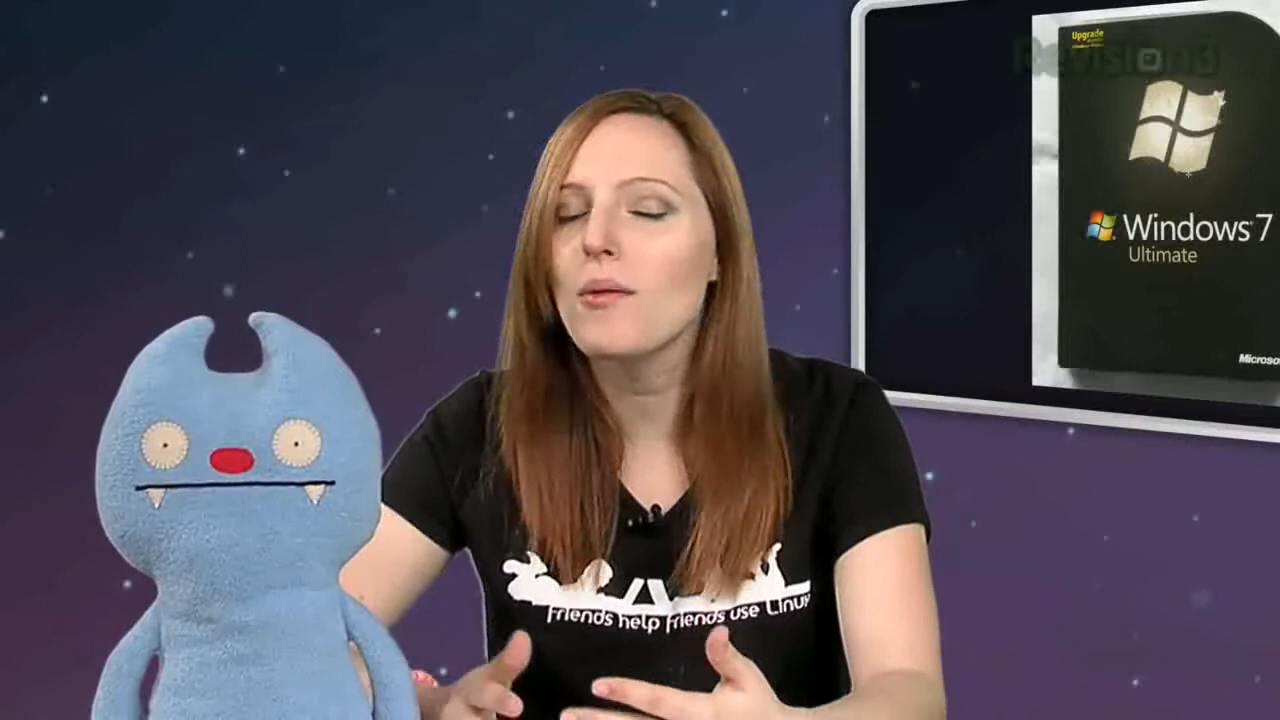 Upgrade
Revision3
Windows 7
Ultimate
Microso
friends help friends use Linux